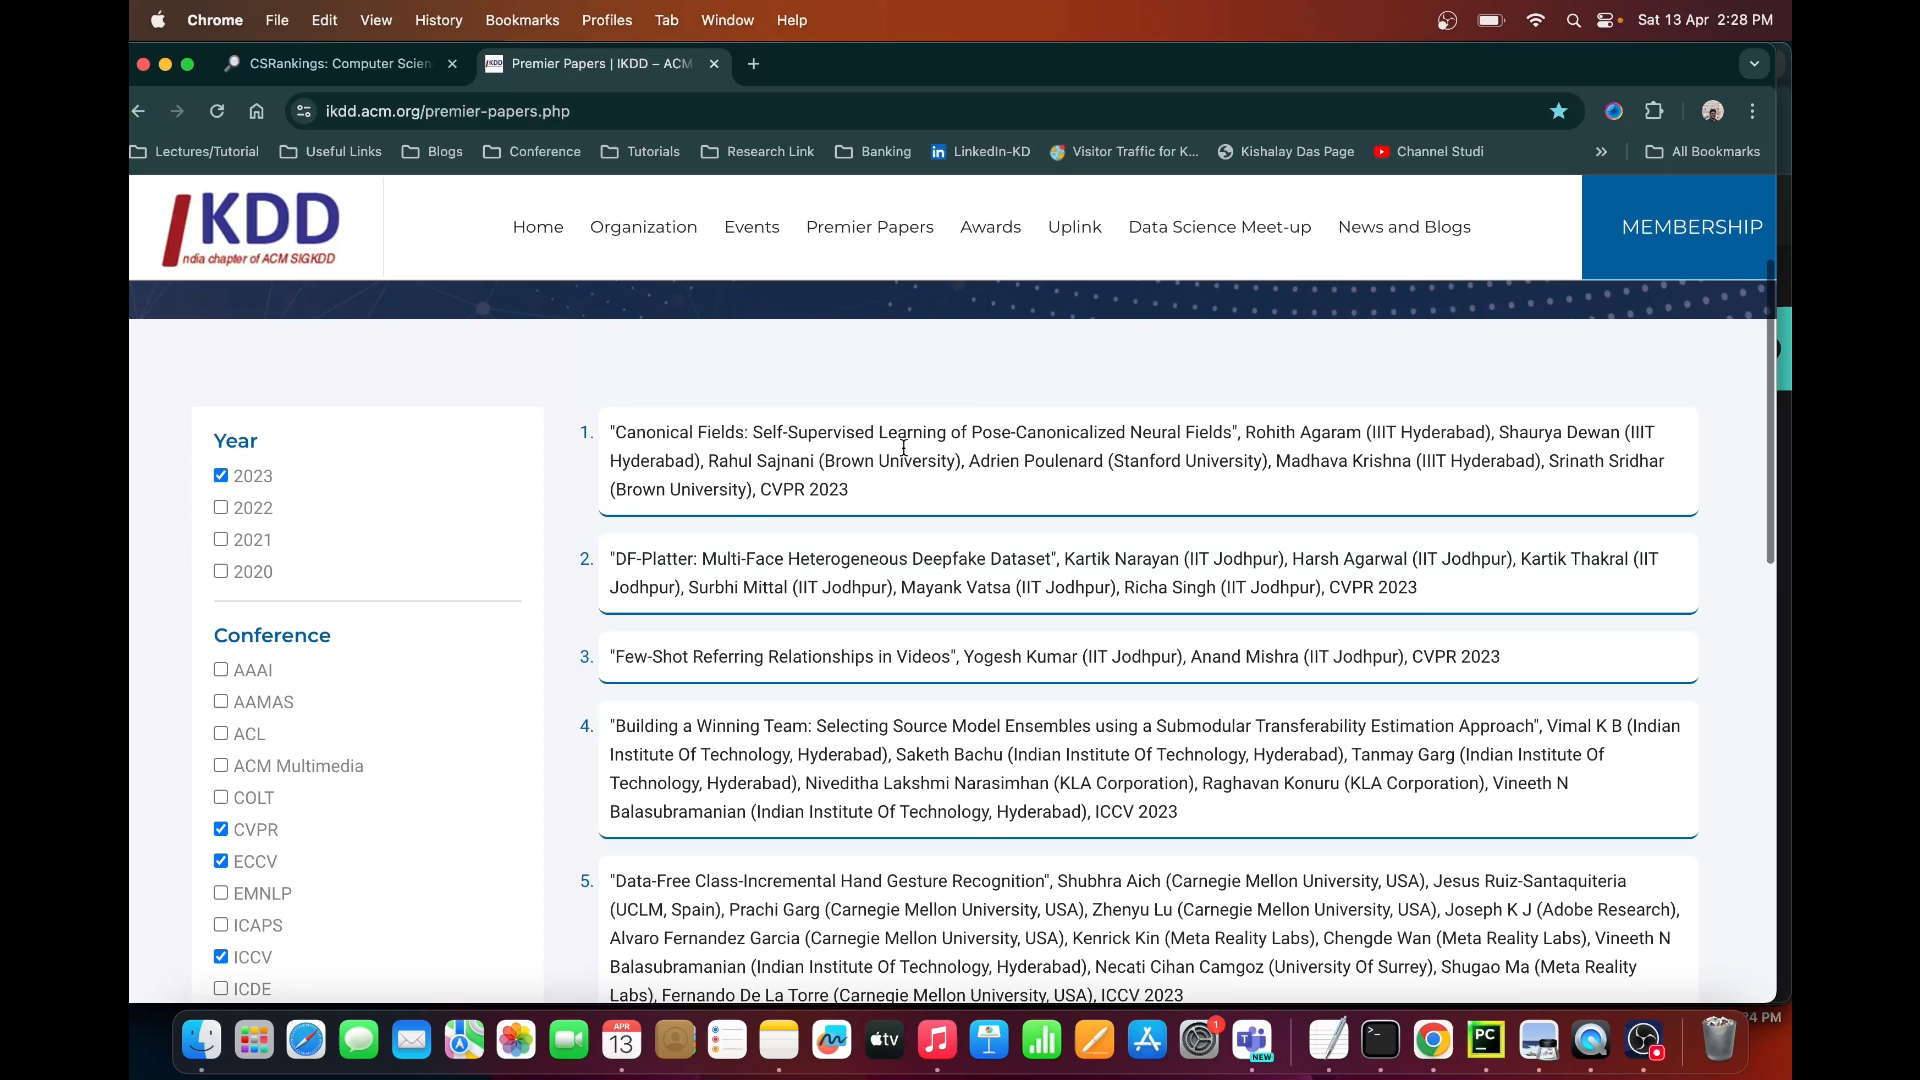 Chrome File Edit View History Bookmarks Profiles Tab Window Help Sat 13 Apr 2:28 PM
CSRankings: Computer Scien Premier Papers | IKDD – ACM
ikdd.acm.org/premier-papers.php
Lectures/Tutorial Useful Links Blogs Conference Tutorials Research Link Banking LinkedIn-KD Visitor Traffic for K... Kishalay Das Page Channel Studi » All Bookmarks
IKDD
ndia chapter of ACM SIGKDD
Home Organization Events Premier Papers Awards Uplink Data Science Meet-up News and Blogs MEMBERSHIP
Year
2023
2022
2021
2020
Conference
AAAI
AAMAS
ACL
ACM Multimedia
COLT
CVPR
ECCV
EMNLP
ICAPS
ICCV
ICDE
1. "Canonical Fields: Self-Supervised Learning of Pose-Canonicalized Neural Fields", Rohith Agaram (IIIT Hyderabad), Shaurya Dewan (IIIT
Hyderabad), Rahul Sajnani (Brown University), Adrien Poulenard (Stanford University), Madhava Krishna (IIIT Hyderabad), Srinath Sridhar
(Brown University), CVPR 2023
2. "DF-Platter: Multi-Face Heterogeneous Deepfake Dataset", Kartik Narayan (IIT Jodhpur), Harsh Agarwal (IIT Jodhpur), Kartik Thakral (IIT
Jodhpur), Surbhi Mittal (IIT Jodhpur), Mayank Vatsa (IIT Jodhpur), Richa Singh (IIT Jodhpur), CVPR 2023
3. "Few-Shot Referring Relationships in Videos", Yogesh Kumar (IIT Jodhpur), Anand Mishra (IIT Jodhpur), CVPR 2023
4. "Building a Winning Team: Selecting Source Model Ensembles using a Submodular Transferability Estimation Approach", Vimal K B (Indian
Institute Of Technology, Hyderabad), Saketh Bachu (Indian Institute Of Technology, Hyderabad), Tanmay Garg (Indian Institute Of
Technology, Hyderabad), Niveditha Lakshmi Narasimhan (KLA Corporation), Raghavan Konuru (KLA Corporation), Vineeth N
Balasubramanian (Indian Institute Of Technology, Hyderabad), ICCV 2023
5. "Data-Free Class-Incremental Hand Gesture Recognition", Shubhra Aich (Carnegie Mellon University, USA), Jesus Ruiz-Santaquiteria
(UCLM, Spain), Prachi Garg (Carnegie Mellon University, USA), Zhenyu Lu (Carnegie Mellon University, USA), Joseph K J (Adobe Research),
Alvaro Fernandez Garcia (Carnegie Mellon University, USA), Kenrick Kin (Meta Reality Labs), Chengde Wan (Meta Reality Labs), Vineeth N
Balasubramanian (Indian Institute Of Technology, Hyderabad), Necati Cihan Camgoz (University Of Surrey), Shugao Ma (Meta Reality
Labs), Fernando De La Torre (Carnegie Mellon University, USA), ICCV 2023
4 PM
APR
13
tv
1
NEW
PC